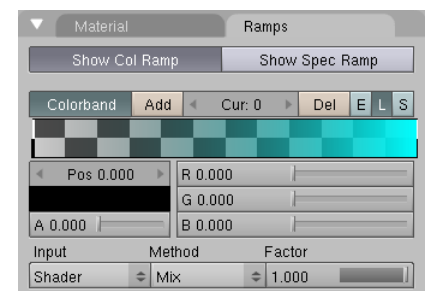 Material Ramps
Show Col Ramp Show Spec Ramp
Colorband Add Cur: 0 Del E L S
Pos 0.000 R 0.000
G 0.000
A 0.000 B 0.000
Input Method Factor
Shader Mix 1.000